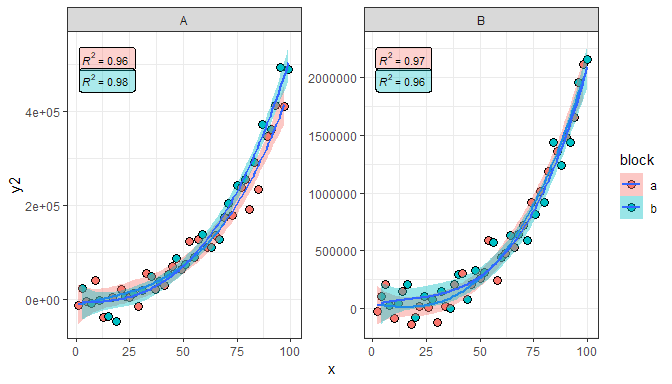 A
B
R² = 0.96
R² = 0.98
R² = 0.97
R² = 0.96
4e+05
2e+05
0e+00
2000000
1500000
1000000
500000
0
y2
0 25 50 75 100
0 25 50 75 100
x
block
a
b